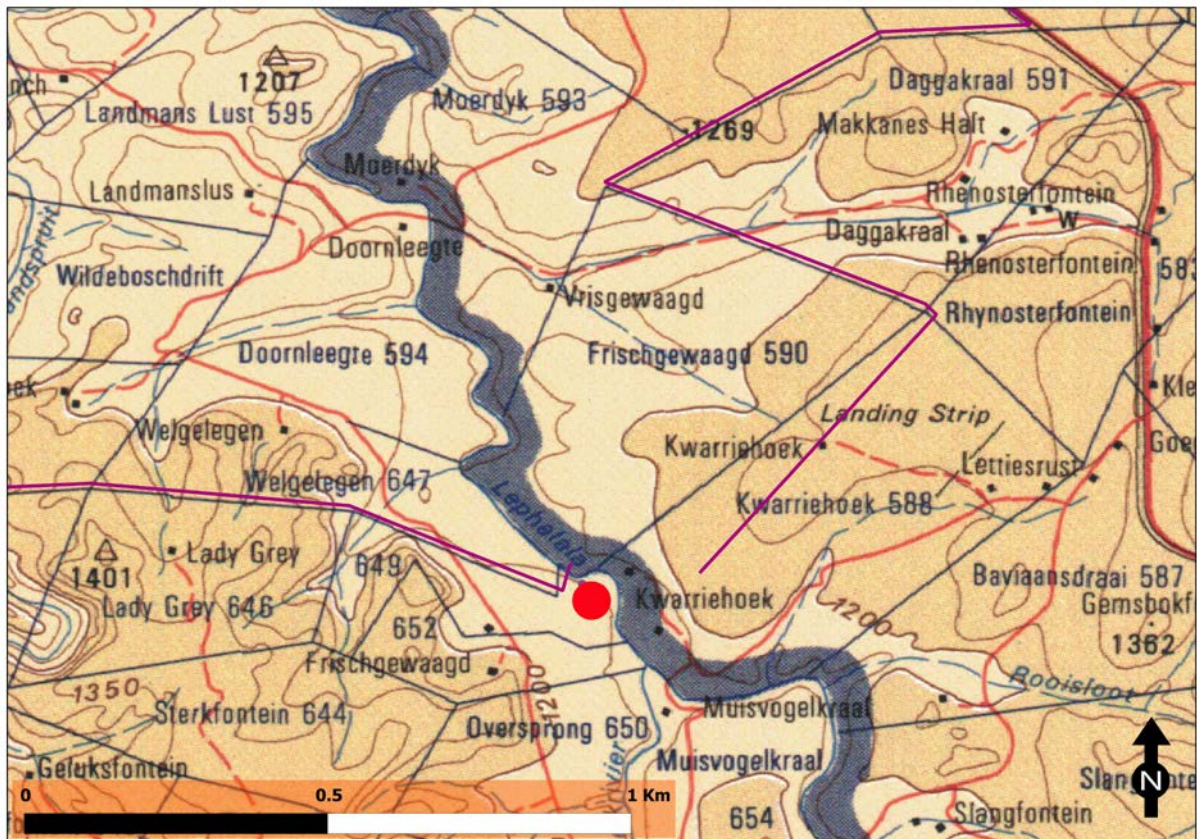 1207
Landmans Lust 595
Moerdyk 593
Daggakraal 591
Makkanes Halt
1269
Moerdyk
Landmanslus
Rhenosterfontein
W
Doornleegte
Daggakraal
Rhenosterfontein
Wildeboschdrift
Vrisgewaagd
Rhynosterfontein
Doornleegte 594
Frischgewaagd 590
Landing Strip
Welgelegen
Kwarriehoek
Lettiesrust
Welgelegen 647
Lephalala
Kwarriehoek 588
Lady Grey
649
1401
Lady Grey 646
Kwarriehoek
Baviaansdraai 587
1200
652
1362
Frischgewaagd
1350
1200
Rooisloot
Sterkfontein 644
Oversprong 650
Muisvogelkraal
Muisvogelkraal
Geluksfontein
N
654
Slangfontein
0 0.5 1 Km